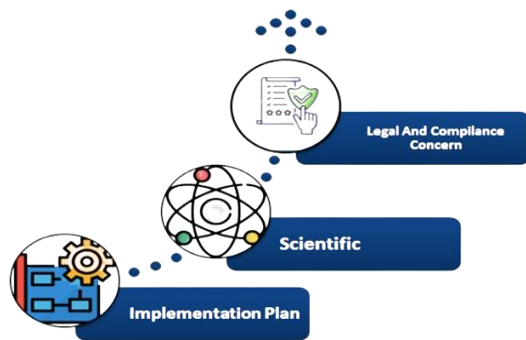 Legal And Compliance
Concern
Scientific
Implementation Plan